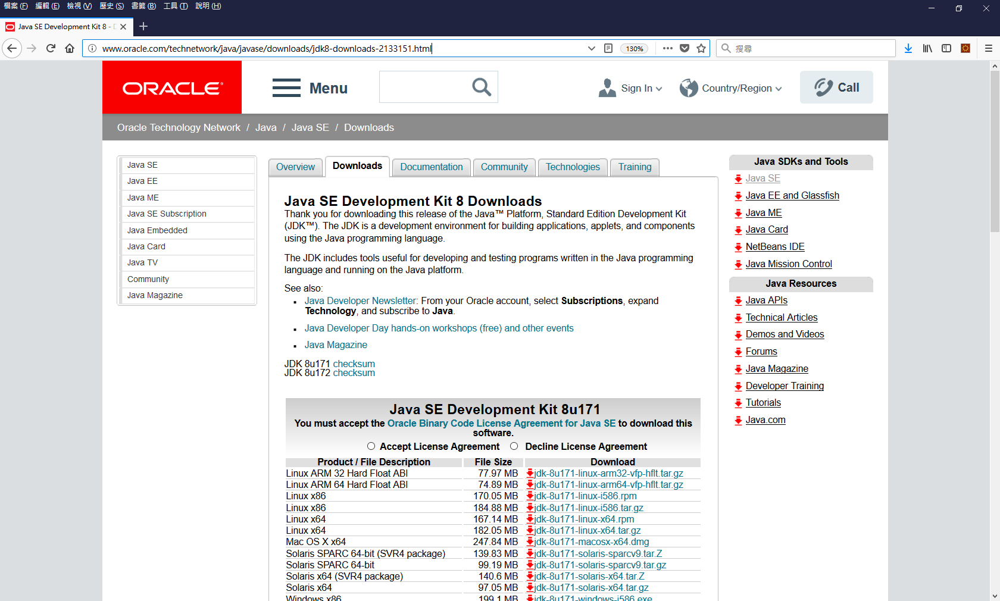 檔案 (F) 編輯 (E) 檢視 (V) 歷史 (S) 書籤 (B) 工具 (T) 說明 (H)
Java SE Development Kit 8 - D
www.oracle.com/technetwork/java/javase/downloads/jdk8-downloads-2133151.html
130%
搜尋
ORACLE
Menu
Sign In
Country/Region
Call
Oracle Technology Network / Java / Java SE / Downloads
Java SE
Java EE
Java ME
Java SE Subscription
Java Embedded
Java Card
Java TV
Community
Java Magazine
Overview Downloads Documentation Community Technologies Training
Java SE Development Kit 8 Downloads
Thank you for downloading this release of the Java™ Platform, Standard Edition Development Kit
(JDK™). The JDK is a development environment for building applications, applets, and components
using the Java programming language.
The JDK includes tools useful for developing and testing programs written in the Java programming
language and running on the Java platform.
See also:
Java Developer Newsletter: From your Oracle account, select Subscriptions, expand
Technology, and subscribe to Java.
Java Developer Day hands-on workshops (free) and other events
Java Magazine
JDK 8u171 checksum
JDK 8u172 checksum
Java SE Development Kit 8u171
You must accept the Oracle Binary Code License Agreement for Java SE to download this
software.
Accept License Agreement Decline License Agreement
Product / File Description File Size Download
Linux ARM 32 Hard Float ABI 77.97 MB jdk-8u171-linux-arm32-vfp-hflt.tar.gz
Linux ARM 64 Hard Float ABI 74.89 MB jdk-8u171-linux-arm64-vfp-hflt.tar.gz
Linux x86 170.05 MB jdk-8u171-linux-i586.rpm
Linux x86 184.88 MB jdk-8u171-linux-i586.tar.gz
Linux x64 167.14 MB jdk-8u171-linux-x64.rpm
Linux x64 182.05 MB jdk-8u171-linux-x64.tar.gz
Mac OS X x64 247.84 MB jdk-8u171-macosx-x64.dmg
Solaris SPARC 64-bit (SVR4 package) 139.83 MB jdk-8u171-solaris-sparcv9.tar.Z
Solaris SPARC 64-bit 99.19 MB jdk-8u171-solaris-sparcv9.tar.gz
Solaris x64 (SVR4 package) 140.6 MB jdk-8u171-solaris-x64.tar.Z
Solaris x64 97.05 MB jdk-8u171-solaris-x64.tar.gz
Windows x86 199.1 MB jdk-8u171-windows-i586.exe
Java SDKs and Tools
Java SE
Java EE and Glassfish
Java ME
Java Card
NetBeans IDE
Java Mission Control
Java Resources
Java APIs
Technical Articles
Demos and Videos
Forums
Java Magazine
Developer Training
Tutorials
Java.com